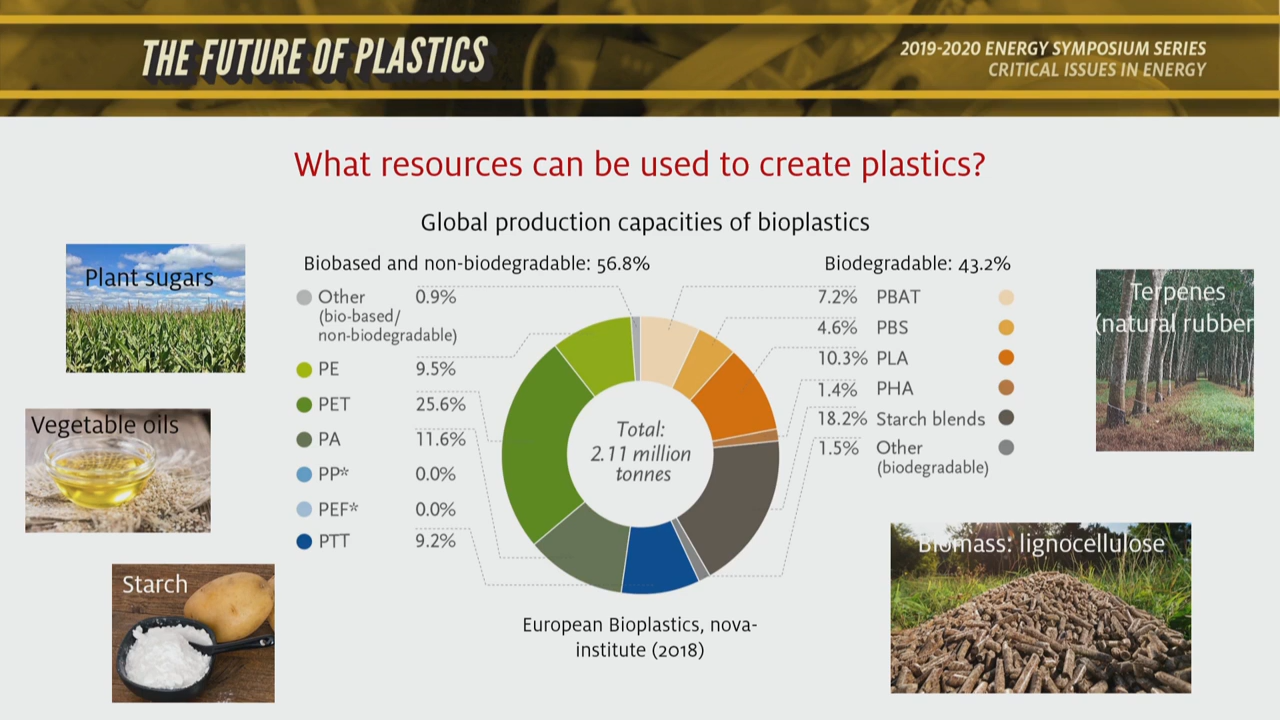 THE FUTURE OF PLASTICS
2019-2020 ENERGY SYMPOSIUM SERIES
CRITICAL ISSUES IN ENERGY
What resources can be used to create plastics?
Global production capacities of bioplastics
Biobased and non-biodegradable: 56.8%
Other 0.9%
(bio-based/
non-biodegradable)
PE 9.5%
PET 25.6%
PA 11.6%
PP* 0.0%
PEF* 0.0%
PTT 9.2%
Total:
2.11 million
tonnes
Biodegradable: 43.2%
7.2% PBAT
4.6% PBS
10.3% PLA
1.4% PHA
18.2% Starch blends
1.5% Other
(biodegradable)
European Bioplastics, nova-
institute (2018)
Plant sugars
Vegetable oils
Starch
Terpenes
(natural rubber
Biomass: lignocellulose